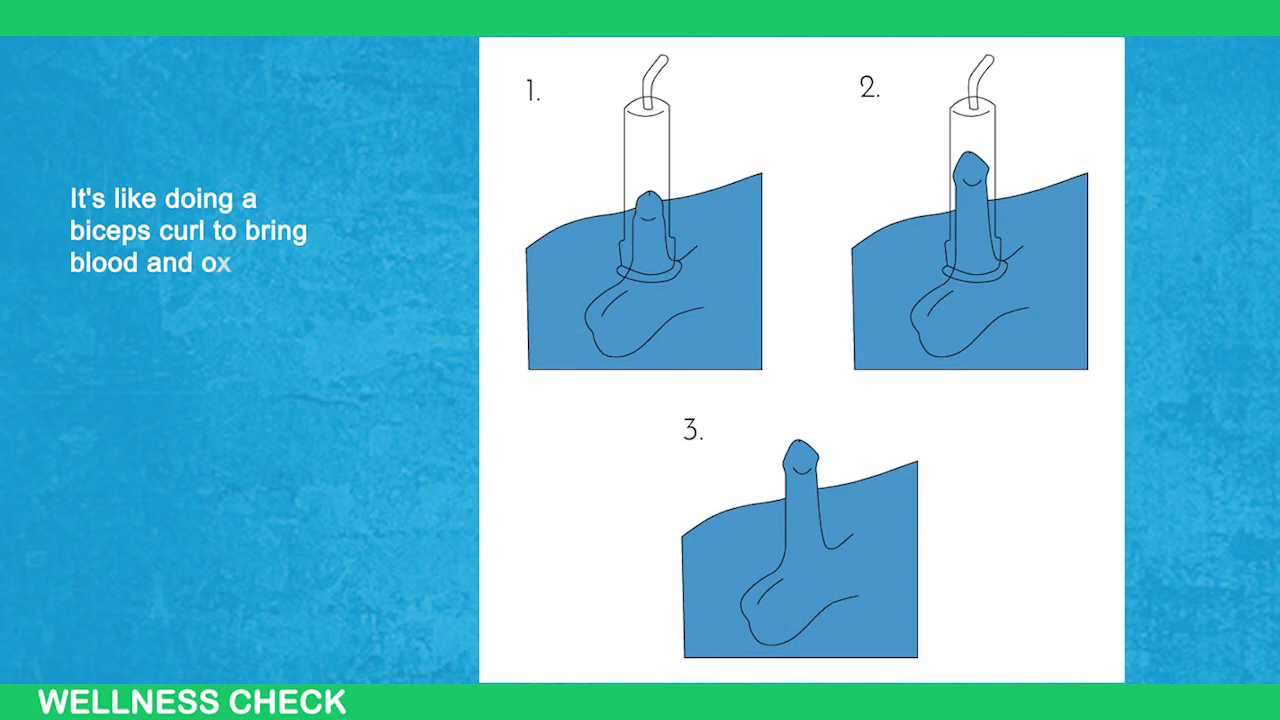 It's like doing a
biceps curl to bring
blood and ox
1.
2.
3.
WELLNESS CHECK